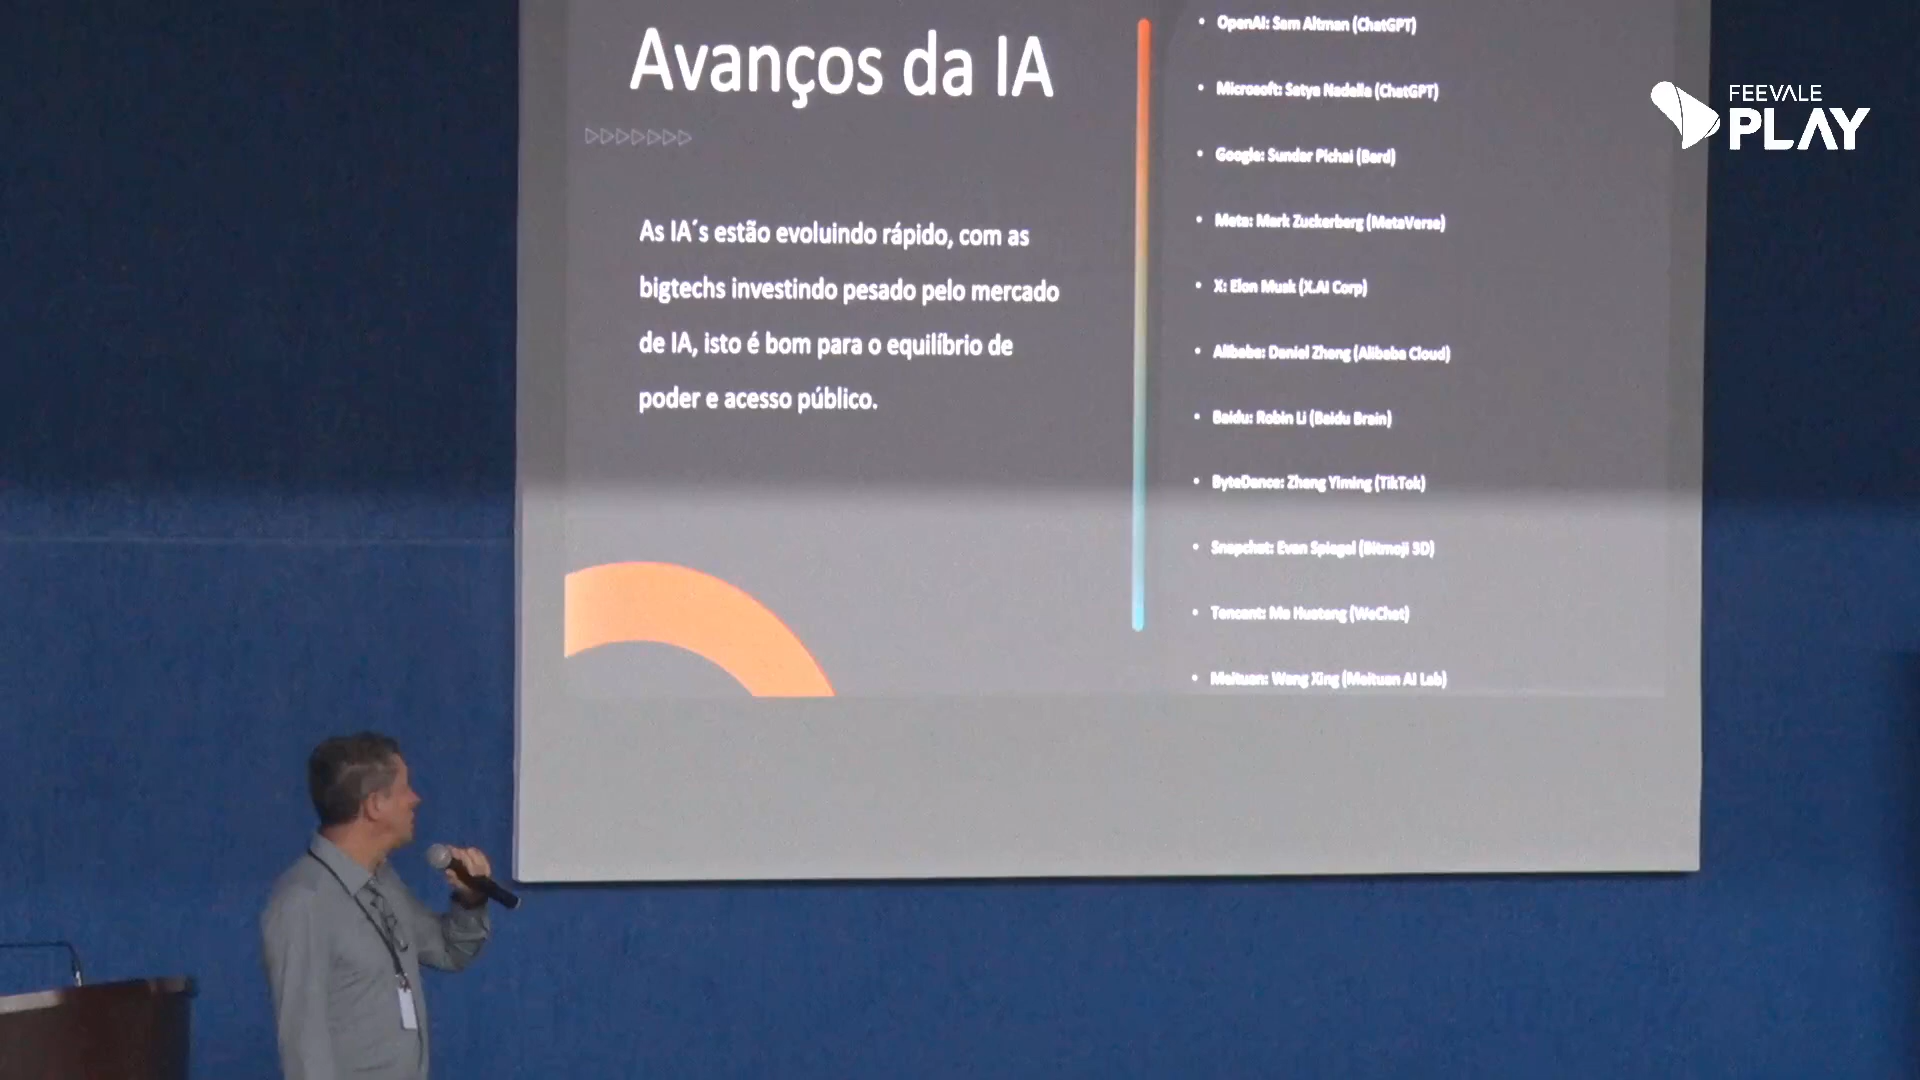 Avanços da IA
As IA´s estão evoluindo rápido, com as
bigtechs investindo pesado pelo mercado
de IA, isto é bom para o equilíbrio de
poder e acesso público.
• OpenAI: Sam Altman (ChatGPT)
• Microsoft: Satya Nadella (ChatGPT)
• Google: Sundar Pichai (Bard)
• Meta: Mark Zuckerberg (MetaVerse)
• X: Elon Musk (X.AI Corp)
• Alibaba: Daniel Zhang (Alibaba Cloud)
• Baidu: Robin Li (Baidu Brain)
• ByteDance: Zhang Yiming (TikTok)
• Snapchat: Evan Spiegel (Bitmoji 3D)
• Tencent: Ma Huateng (WeChat)
• Meituan: Wang Xing (Meituan AI Lab)
FEEVALE
PLAY